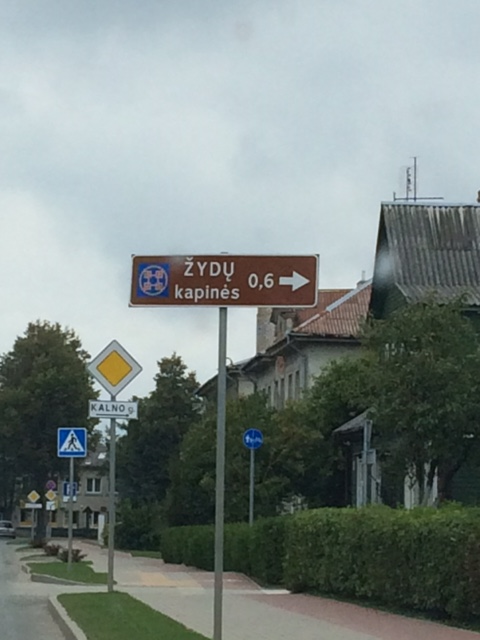 ŽYDŲ
kapinės 0,6
KALNO g.